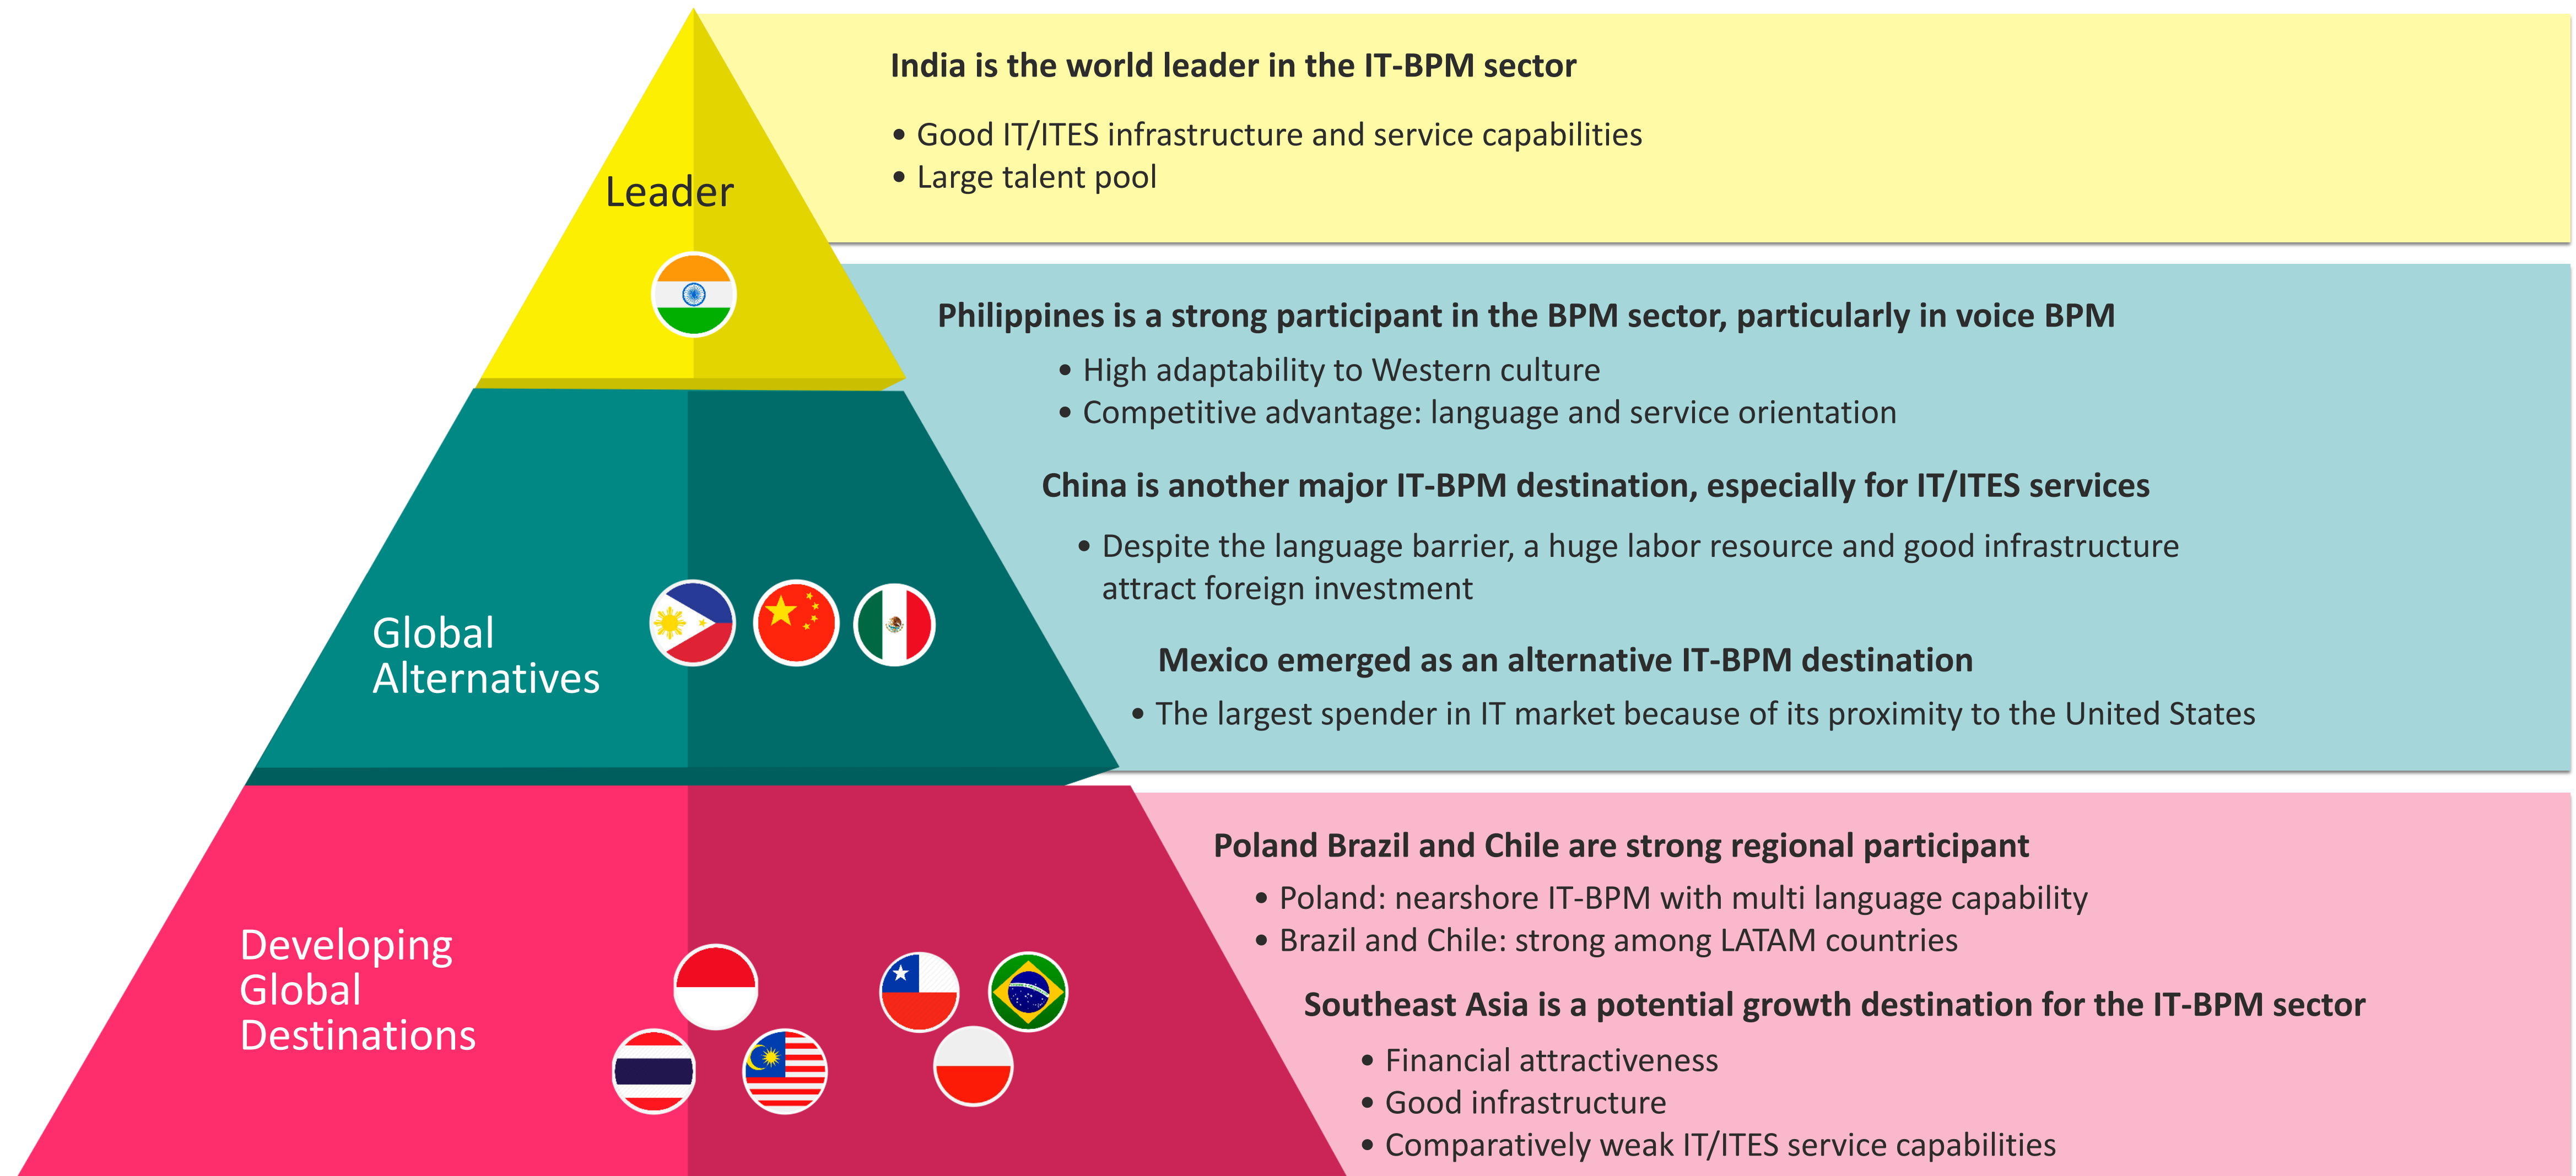 Leader
India is the world leader in the IT-BPM sector
• Good IT/ITES infrastructure and service capabilities
• Large talent pool
Global
Alternatives
Philippines is a strong participant in the BPM sector, particularly in voice BPM
• High adaptability to Western culture
• Competitive advantage: language and service orientation
China is another major IT-BPM destination, especially for IT/ITES services
• Despite the language barrier, a huge labor resource and good infrastructure
attract foreign investment
Mexico emerged as an alternative IT-BPM destination
• The largest spender in IT market because of its proximity to the United States
Developing
Global
Destinations
Poland Brazil and Chile are strong regional participant
• Poland: nearshore IT-BPM with multi language capability
• Brazil and Chile: strong among LATAM countries
Southeast Asia is a potential growth destination for the IT-BPM sector
• Financial attractiveness
• Good infrastructure
• Comparatively weak IT/ITES service capabilities